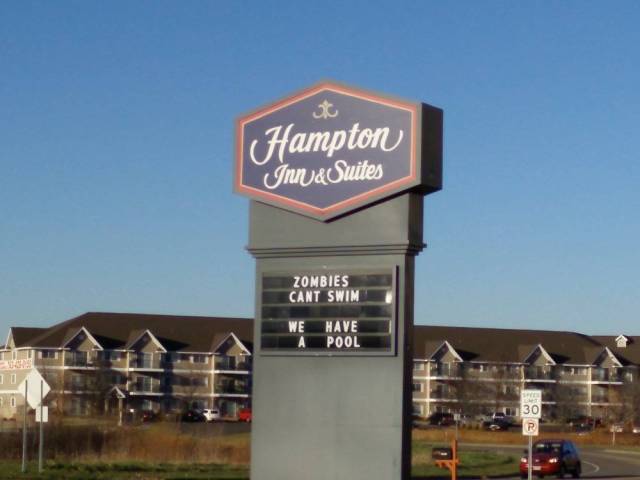 Hampton
Inn & Suites
ZOMBIES
CANT SWIM
WE HAVE
A POOL
SPEED
LIMIT
30
P